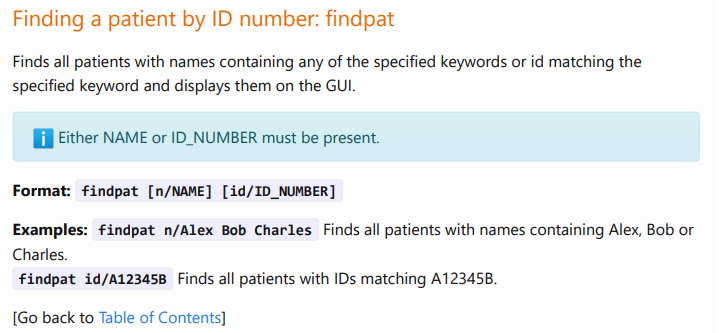 Finding a patient by ID number: findpat
Finds all patients with names containing any of the specified keywords or id matching the
specified keyword and displays them on the GUI.
Either NAME or ID_NUMBER must be present.
Format: findpat [n/NAME] [id/ID_NUMBER]
Examples: findpat n/Alex Bob Charles Finds all patients with names containing Alex, Bob or
Charles.
findpat id/A12345B Finds all patients with IDs matching A12345B.
[Go back to Table of Contents]